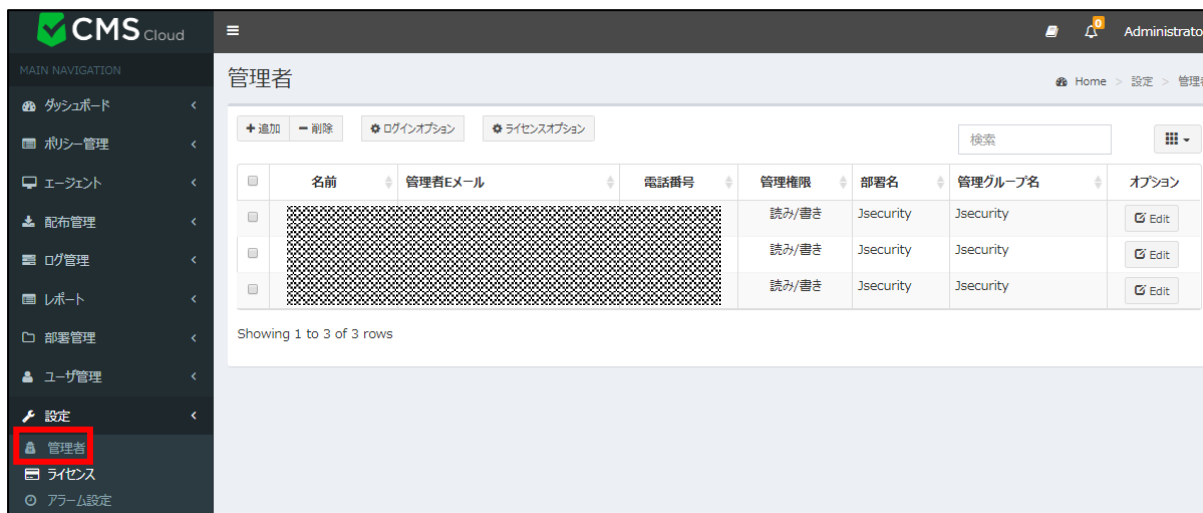 CMS Cloud
0
Administrato
MAIN NAVIGATION
ダッシュボード
ポリシー管理
エージェント
配布管理
ログ管理
レポート
部署管理
ユーザ管理
設定
管理者
ライセンス
アラーム設定
管理者
Home > 設定 > 管理者
追加 削除 ログインオプション ライセンスオプション
検索
名前 管理者Eメール 電話番号 管理権限 部署名 管理グループ名 オプション
読み/書き Jsecurity Jsecurity Edit
読み/書き Jsecurity Jsecurity Edit
読み/書き Jsecurity Jsecurity Edit
Showing 1 to 3 of 3 rows